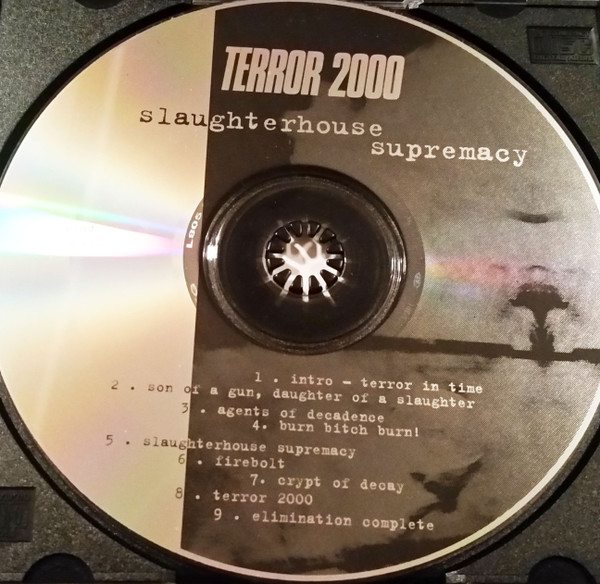 TERROR 2000
slaughterhouse
supremacy
1 . intro - terror in time
2 . son of a gun, daughter of a slaughter
3 . agents of decadence
4. burn bitch burn!
5 . slaughterhouse supremacy
6 . firebolt
7. crypt of decay
8 . terror 2000
9 . elimination complete